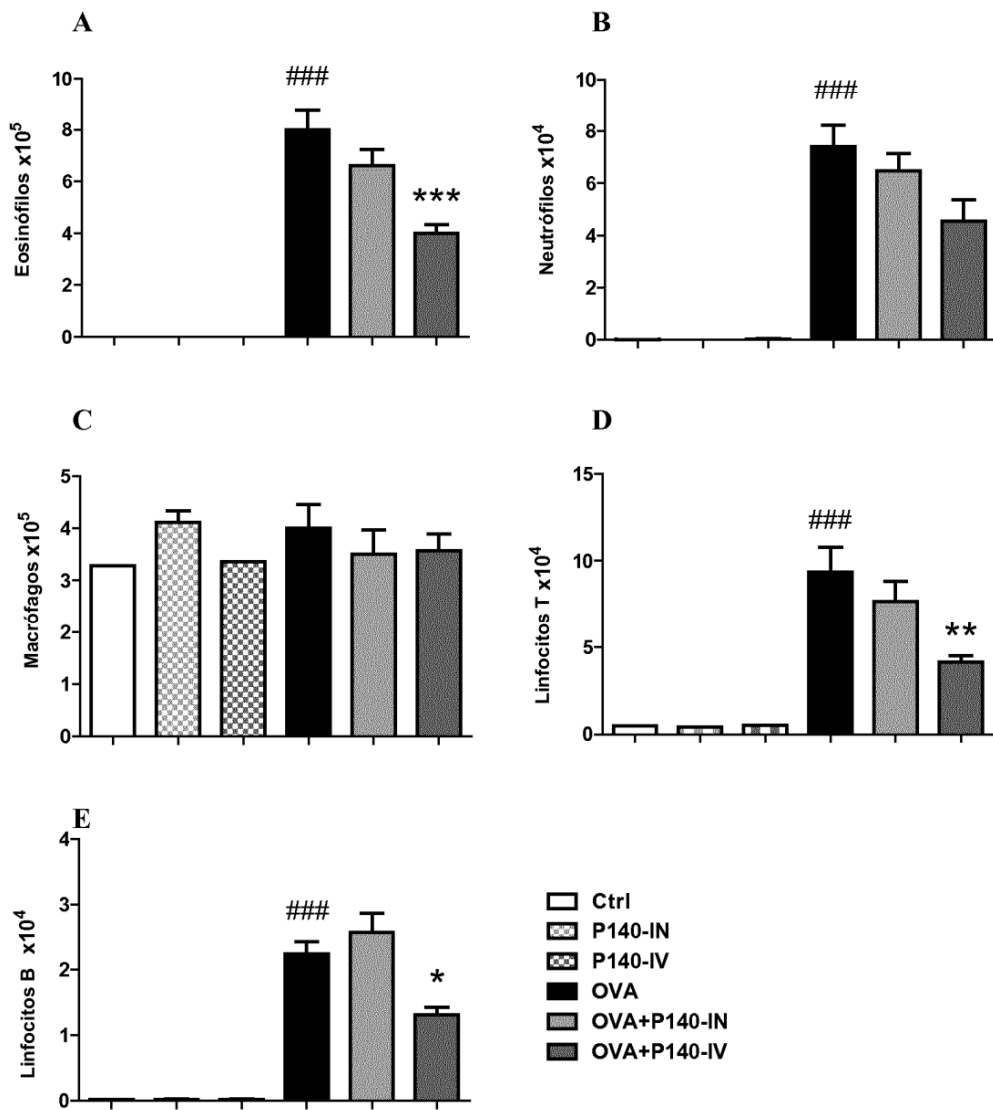 A
Eosinófilos x10⁵
10
8
6
4
2
0
###
***
B
Neutrófilos x10⁴
10
8
6
4
2
0
###
C
Macrófagos x10⁵
5
4
3
2
1
0
D
Linfocitos T x10⁴
15
10
5
0
###
**
E
Linfocitos B x10⁴
4
3
2
1
0
###
*
Ctrl
P140-IN
P140-IV
OVA
OVA+P140-IN
OVA+P140-IV